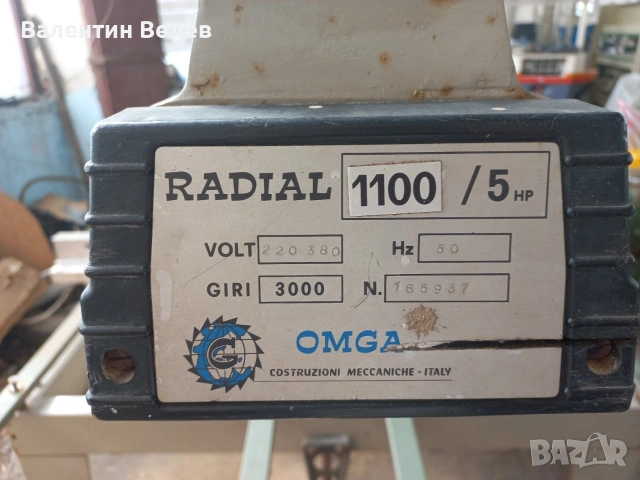 Валентин Велев
RADIAL 1100 /5 HP
VOLT 220 380 Hz 50
GIRI 3000 N. 165937
OMGA
COSTRUZIONI MECCANICHE - ITALY
BAZAR